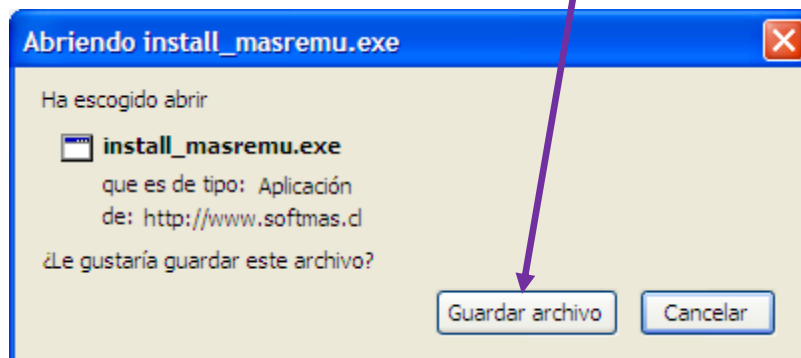 Abriendo install_masremu.exe
Ha escogido abrir
install_masremu.exe
que es de tipo: Aplicación
de: http://www.softmas.cl
¿Le gustaría guardar este archivo?
Guardar archivo Cancelar